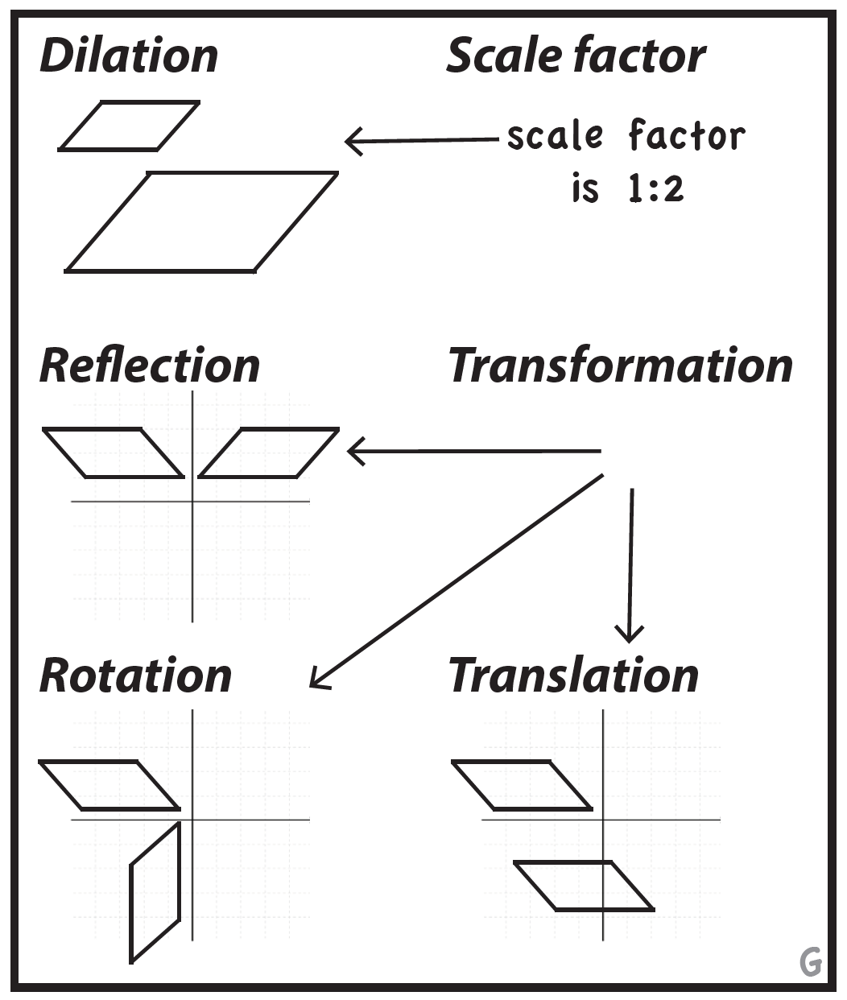 Dilation
Scale factor
scale factor
is 1:2
Reflection
Transformation
Rotation
Translation
G